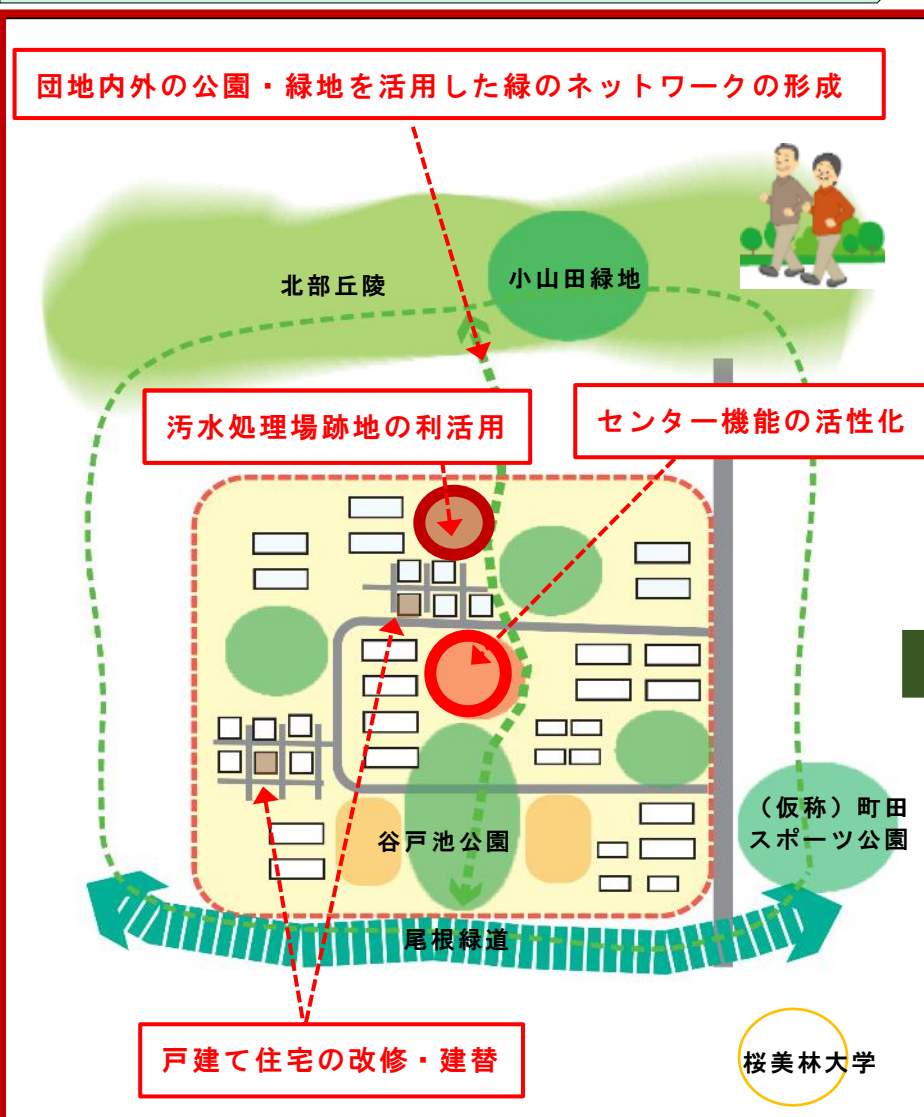 団地内外の公園・緑地を活用した緑のネットワークの形成
北部丘陵
小山田緑地
汚水処理場跡地の利活用
センター機能の活性化
谷戸池公園
（仮称）町田
スポーツ公園
尾根緑道
戸建て住宅の改修・建替
桜美林大学